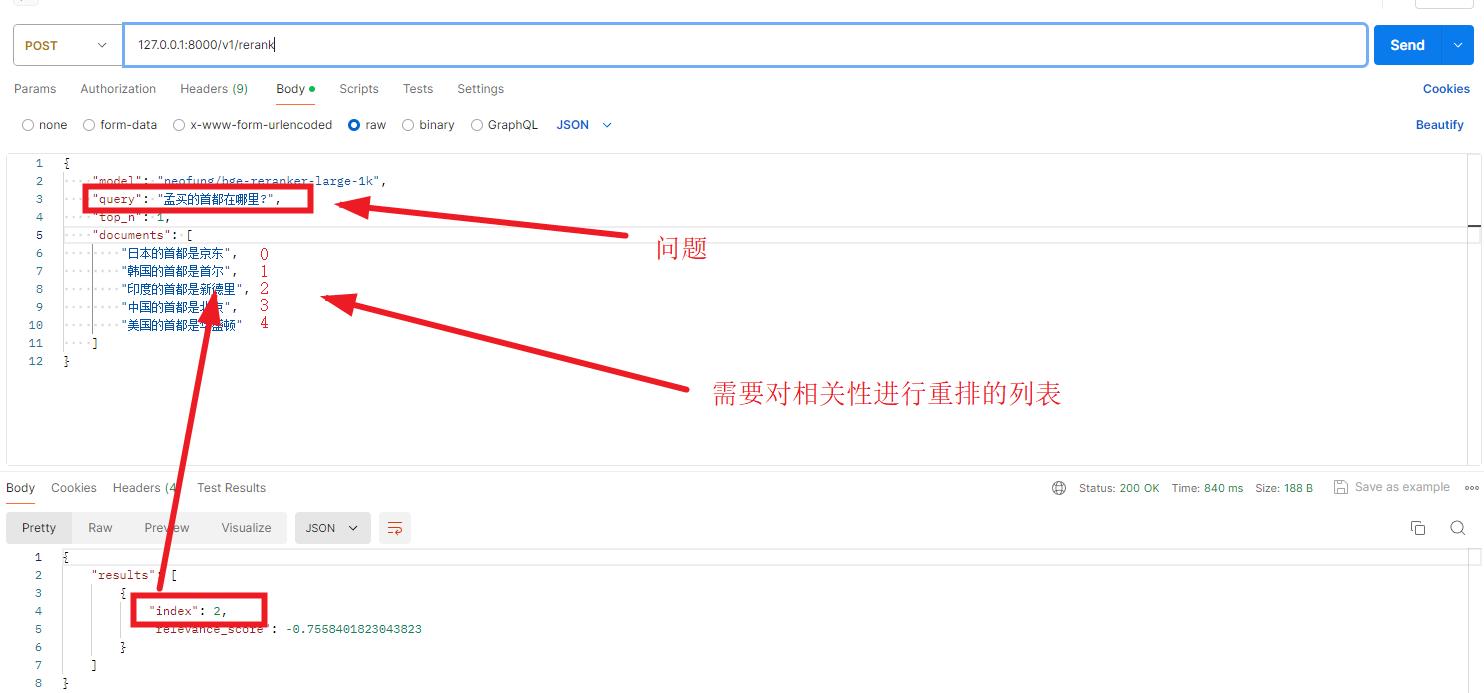 POST
127.0.0.1:8000/v1/rerank
Send
Params Authorization Headers (9) Body Scripts Tests Settings Cookies
none form-data x-www-form-urlencoded raw binary GraphQL JSON Beautify
1 {
2 "model": "neofung/bge-reranker-large-1k",
3 "query": "孟买的首都在哪里?",
4 "top_n": 1,
5 "documents": [
问题
6 "日本的首都是京东", 0
7 "韩国的首都是首尔", 1
8 "印度的首都是新德里", 2
9 "中国的首都是北京", 3
10 "美国的首都是华盛顿" 4
11 ]
12 }
需要对相关性进行重排的列表
Body Cookies Headers (4 Test Results Status: 200 OK Time: 840 ms Size: 188 B Save as example
Pretty Raw Preview Visualize JSON
1 {
2 "results": [
3 {
4 "index": 2,
5 "relevance_score": -0.7558401823043823
6 }
7 ]
8 }